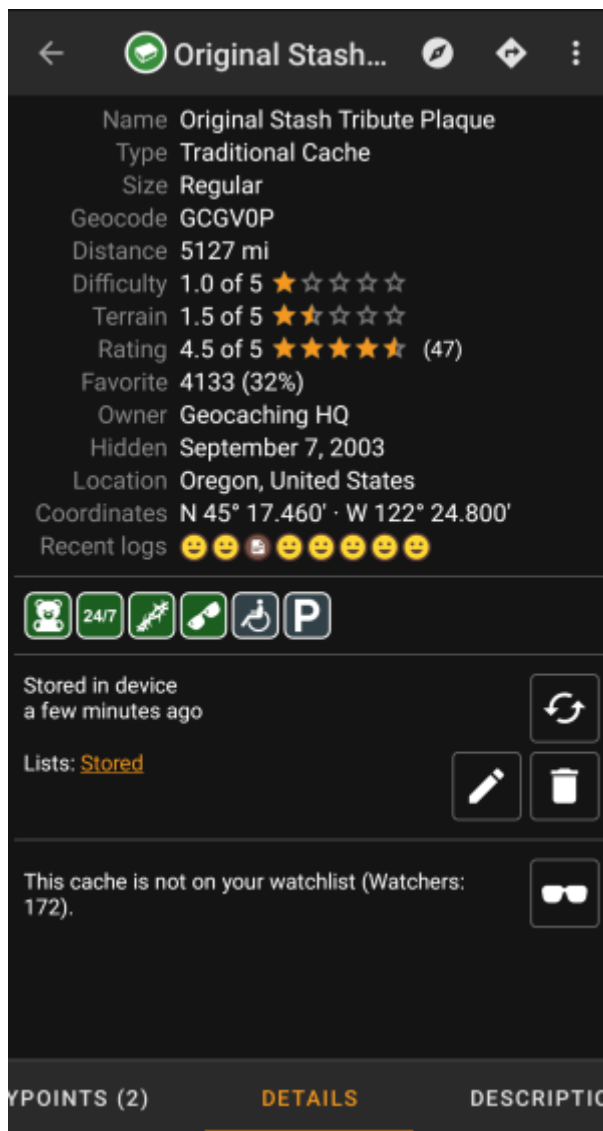 Original Stash...
Name Original Stash Tribute Plaque
Type Traditional Cache
Size Regular
Geocode GCGV0P
Distance 5127 mi
Difficulty 1.0 of 5
Terrain 1.5 of 5
Rating 4.5 of 5 (47)
Favorite 4133 (32%)
Owner Geocaching HQ
Hidden September 7, 2003
Location Oregon, United States
Coordinates N 45° 17.460' · W 122° 24.800'
Recent logs
24/7 P
Stored in device
a few minutes ago
Lists: Stored
This cache is not on your watchlist (Watchers:
172).
YPOINTS (2) DETAILS DESCRIPTIO